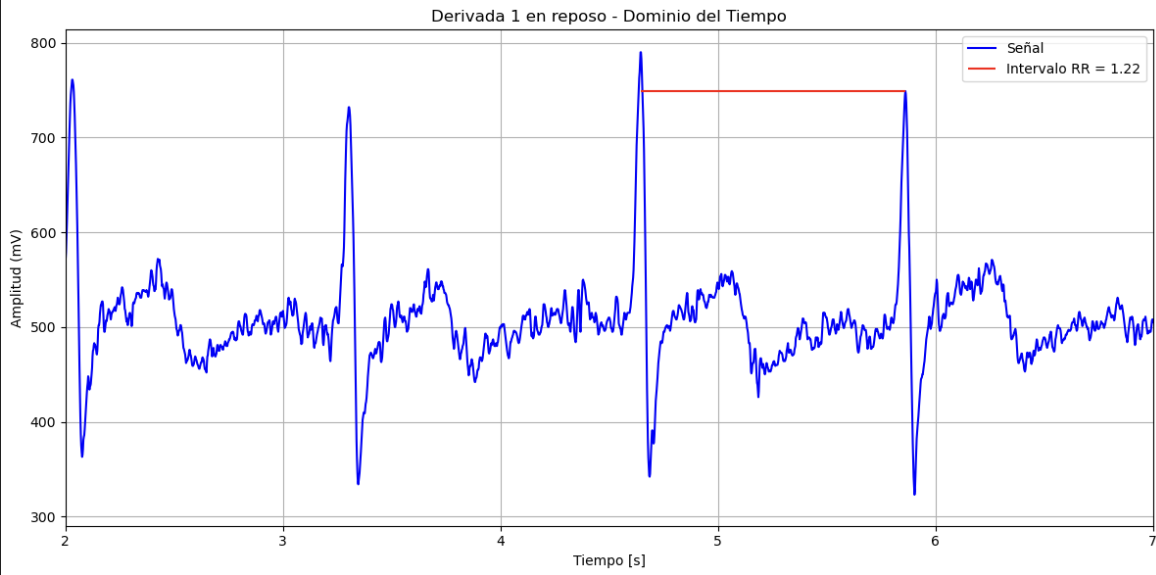 Derivada 1 en reposo - Dominio del Tiempo
Señal
Intervalo RR = 1.22
Amplitud (mV)
800
700
600
500
400
300
2 3 4 5 6 7
Tiempo [s]